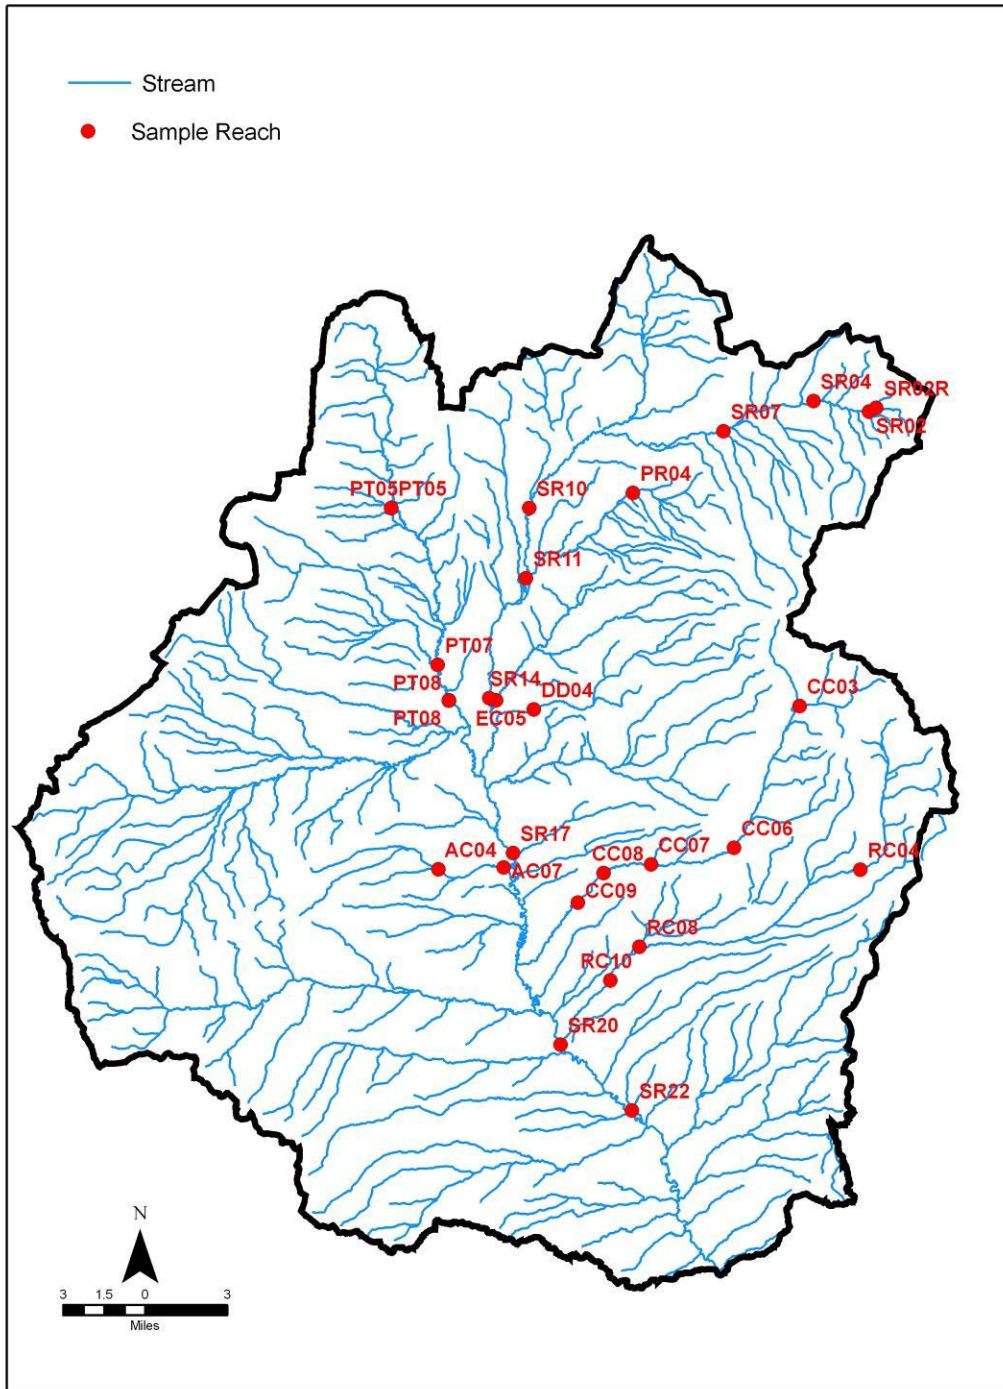 Stream
Sample Reach
SR04
SR02R
SR02
SR07
PR04
PT05PT05
SR10
SR11
PT07
PT08
SR14
DD04
PT08
EC05
CC03
SR17
CC06
AC04
AC07
CC08
CC07
RC04
CC09
RC08
RC10
SR20
SR22
N
3 1.5 0 3
Miles